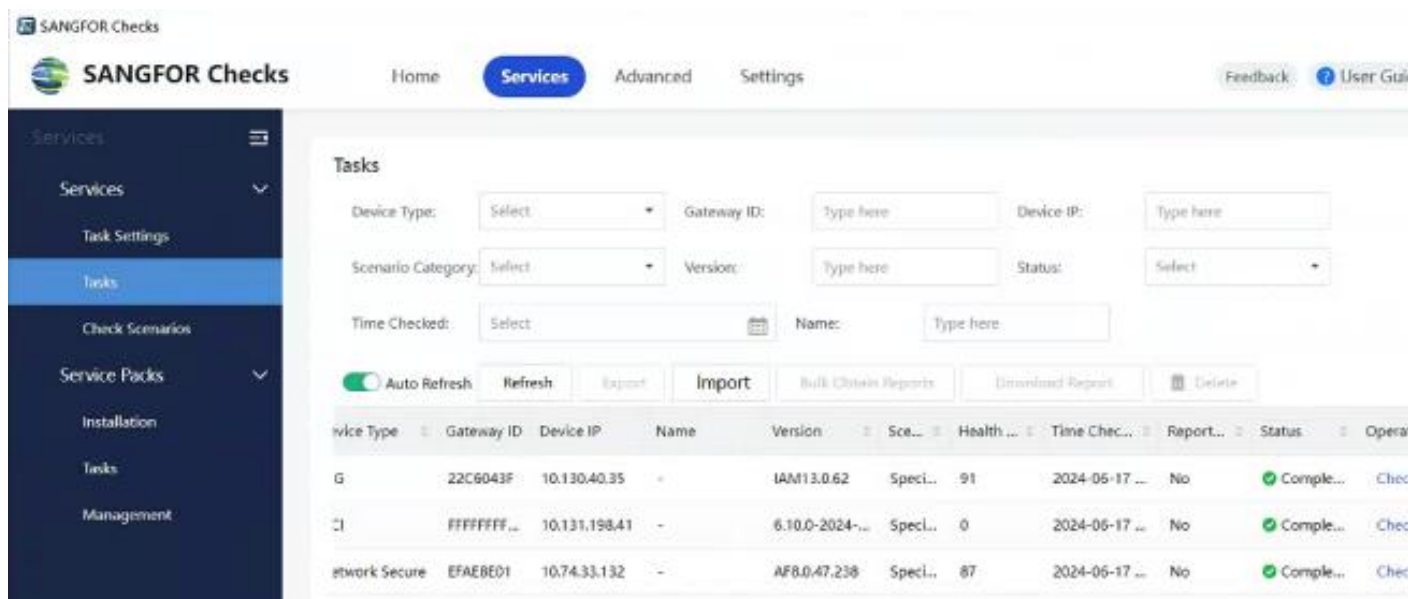 SANGFOR Checks
SANGFOR Checks Home Services Advanced Settings Feedback ? User Gui
Services
Services
Task Settings
Tasks
Check Scenarios
Service Packs
Installation
Tasks
Management
Tasks
Device Type: Select Gateway ID: Type here Device IP: Type here
Scenario Category: Select Version: Type here Status: Select
Time Checked: Select Name: Type here
Auto Refresh Refresh Export Import Bulk Obtain Reports Download Report Delete
vice Type Gateway ID Device IP Name Version Sce... Health ... Time Chec... Report... Status Opera
G 22C6043F 10.130.40.35 - IAM13.0.62 Speci... 91 2024-06-17 ... No Comple... Chec
CI FFFFFFFF... 10.131.198.41 - 6.10.0-2024-... Speci... 0 2024-06-17 ... No Comple... Chec
etwork Secure EFAE8E01 10.74.33.132 - AF8.0.47.238 Speci... 87 2024-06-17 ... No Comple... Chec